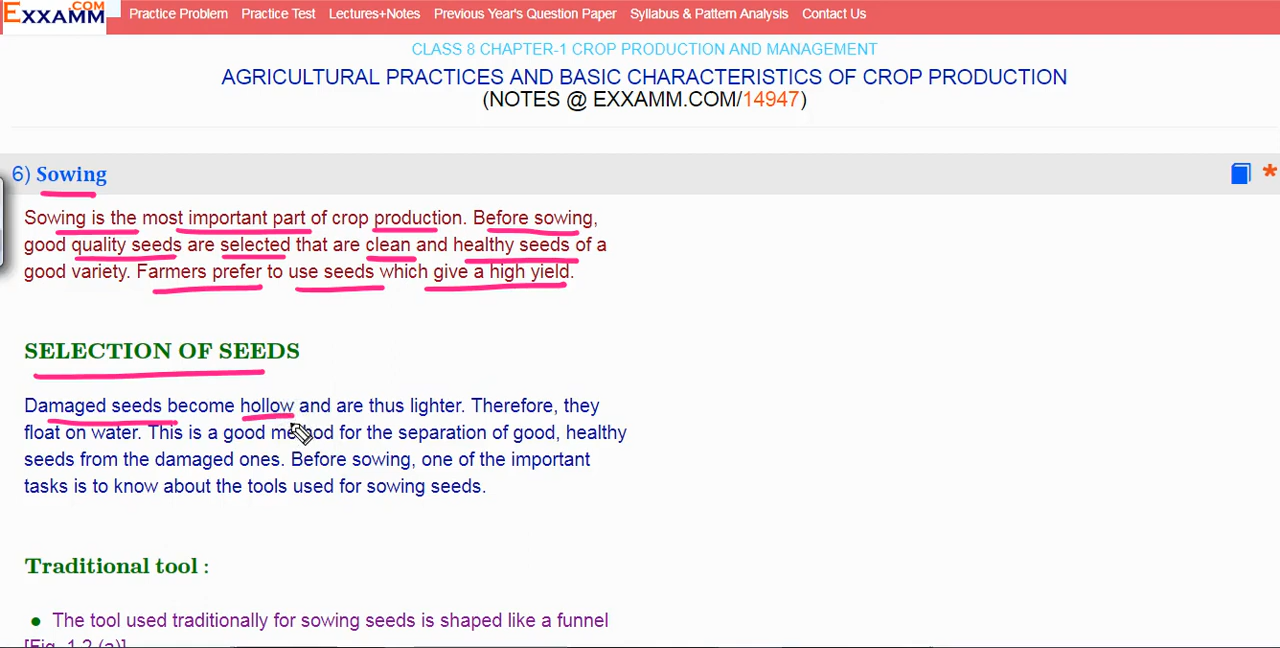 EXXAMM.COM
Practice Problem Practice Test Lectures+Notes Previous Year's Question Paper Syllabus & Pattern Analysis Contact Us
CLASS 8 CHAPTER-1 CROP PRODUCTION AND MANAGEMENT
AGRICULTURAL PRACTICES AND BASIC CHARACTERISTICS OF CROP PRODUCTION
(NOTES @ EXXAMM.COM/14947)
6) Sowing *
Sowing is the most important part of crop production. Before sowing,
good quality seeds are selected that are clean and healthy seeds of a
good variety. Farmers prefer to use seeds which give a high yield.
SELECTION OF SEEDS
Damaged seeds become hollow and are thus lighter. Therefore, they
float on water. This is a good method for the separation of good, healthy
seeds from the damaged ones. Before sowing, one of the important
tasks is to know about the tools used for sowing seeds.
Traditional tool :
● The tool used traditionally for sowing seeds is shaped like a funnel
[Fig. 1.2 (a)]